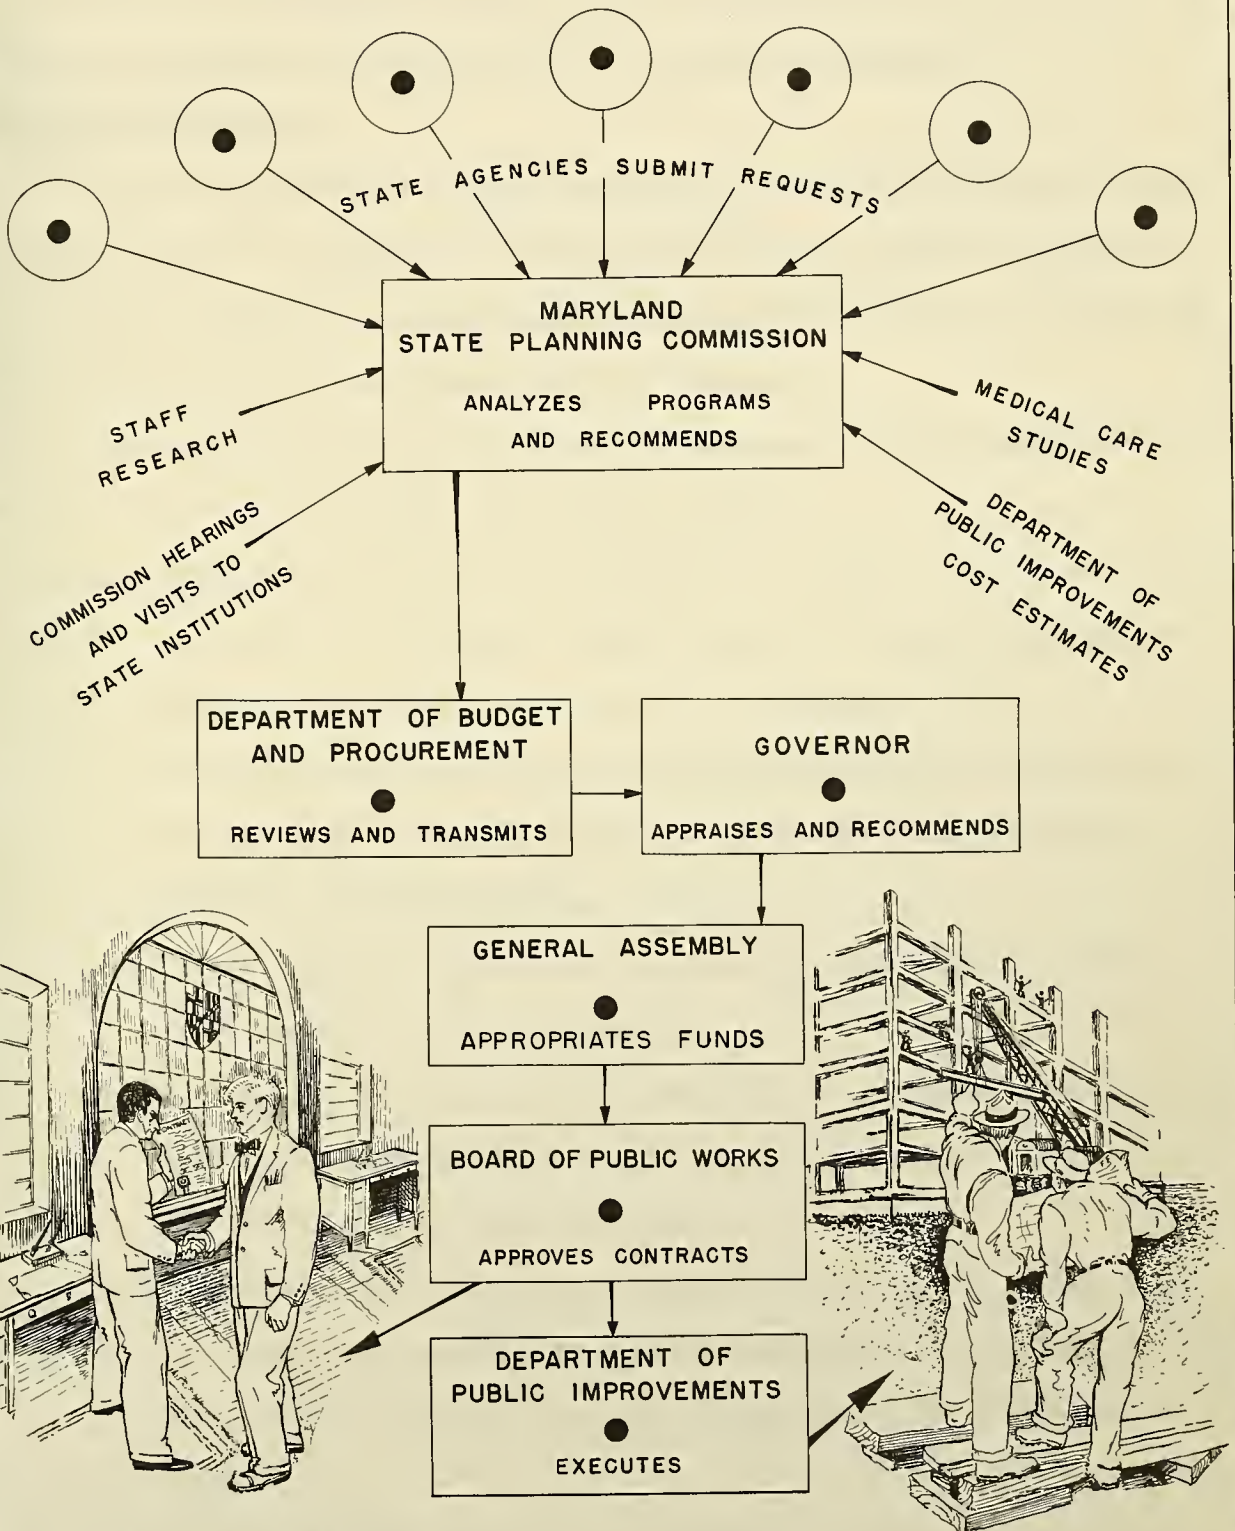 STATE AGENCIES SUBMIT REQUESTS
MARYLAND
STATE PLANNING COMMISSION
ANALYZES PROGRAMS
AND RECOMMENDS
STAFF
RESEARCH
COMMISSION HEARINGS
AND VISITS TO
STATE INSTITUTIONS
MEDICAL CARE
STUDIES
DEPARTMENT OF
PUBLIC IMPROVEMENTS
COST ESTIMATES
DEPARTMENT OF BUDGET
AND PROCUREMENT
REVIEWS AND TRANSMITS
GOVERNOR
APPRAISES AND RECOMMENDS
GENERAL ASSEMBLY
APPROPRIATES FUNDS
BOARD OF PUBLIC WORKS
APPROVES CONTRACTS
DEPARTMENT OF
PUBLIC IMPROVEMENTS
EXECUTES